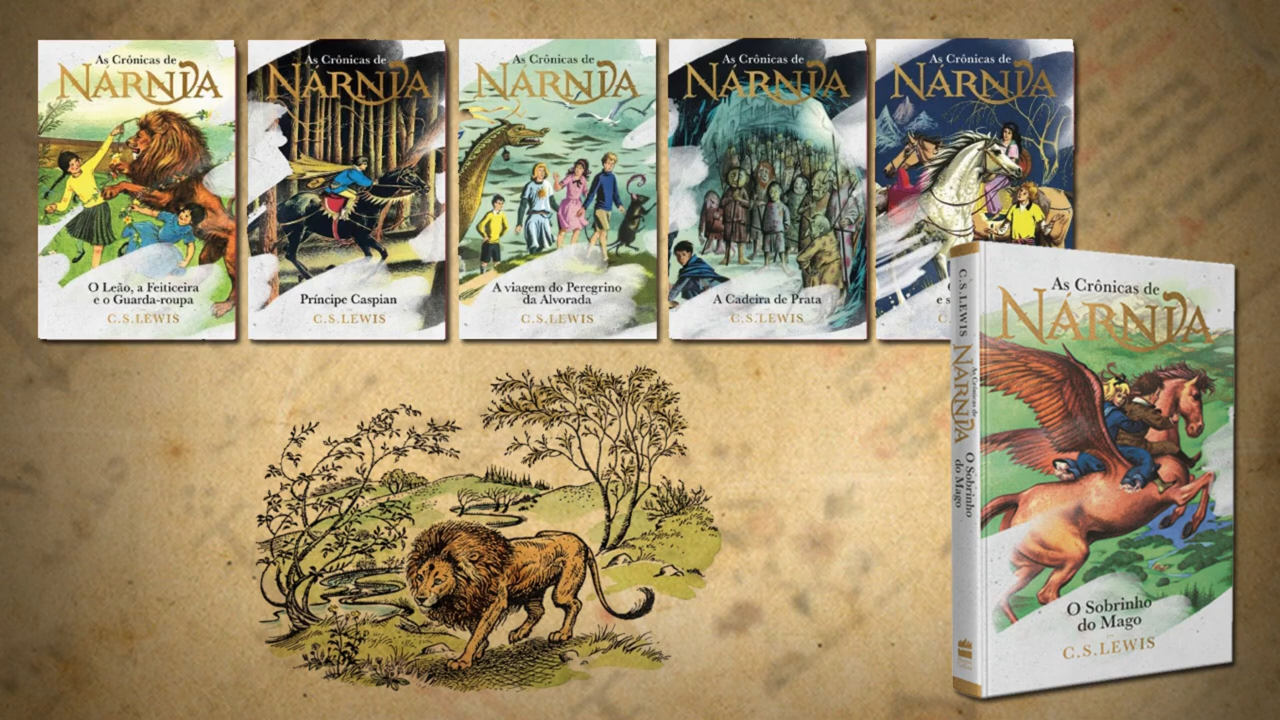 As Crônicas de
NÁRNIA
O Leão, a Feiticeira
e o Guarda-roupa
C.S.LEWIS
As Crônicas de
NÁRNIA
Príncipe Caspian
C.S.LEWIS
As Crônicas de
NÁRNIA
A viagem do Peregrino
da Alvorada
C.S.LEWIS
As Crônicas de
NÁRNIA
A Cadeira de Prata
C.S.LEWIS
As Crônicas de
NÁRNIA
C.S.LEWIS
As Crônicas de
NÁRNIA
O Sobrinho
do Mago
As Crônicas de
NÁRNIA
O Sobrinho
do Mago
C.S.LEWIS